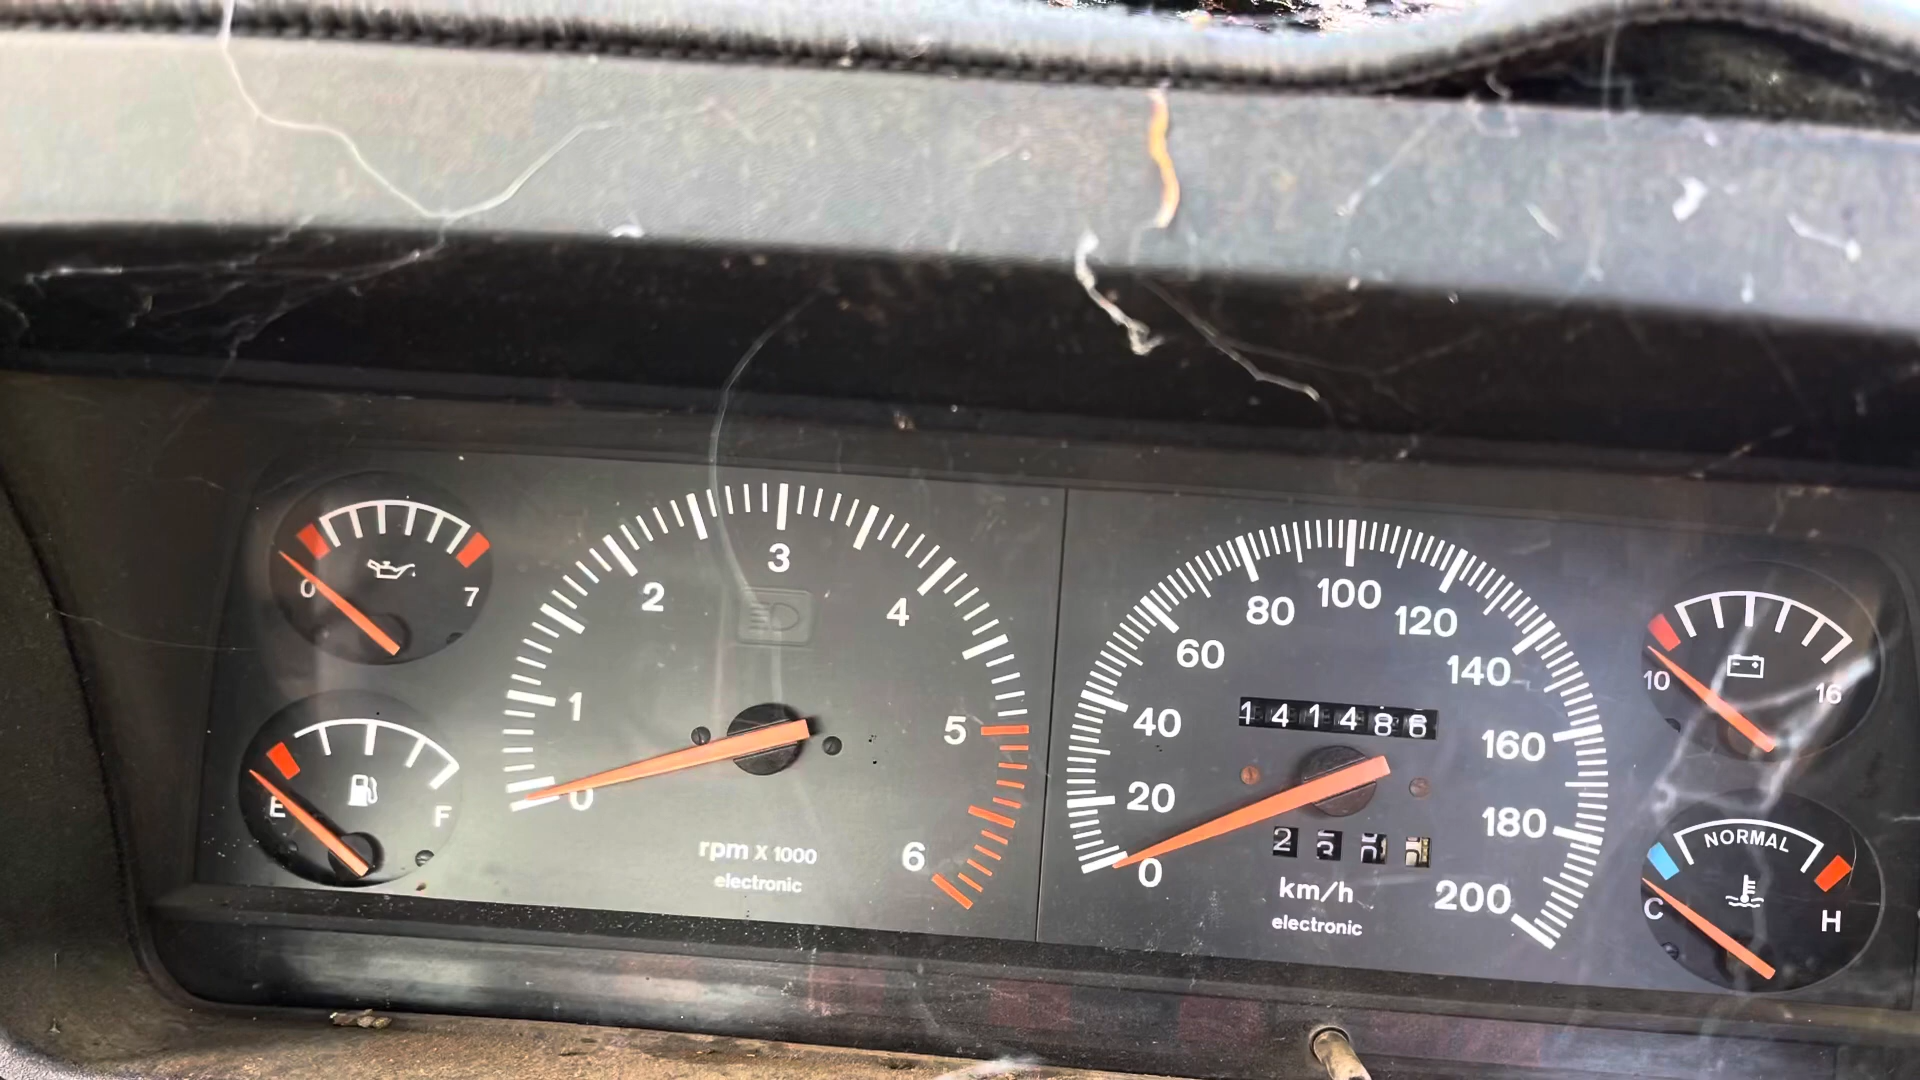 0 7
E F
0 1 2 3 4 5 6
rpm X 1000
electronic
0 20 40 60 80 100 120 140 160 180 200
141486
2
km/h
electronic
10 16
NORMAL
C H